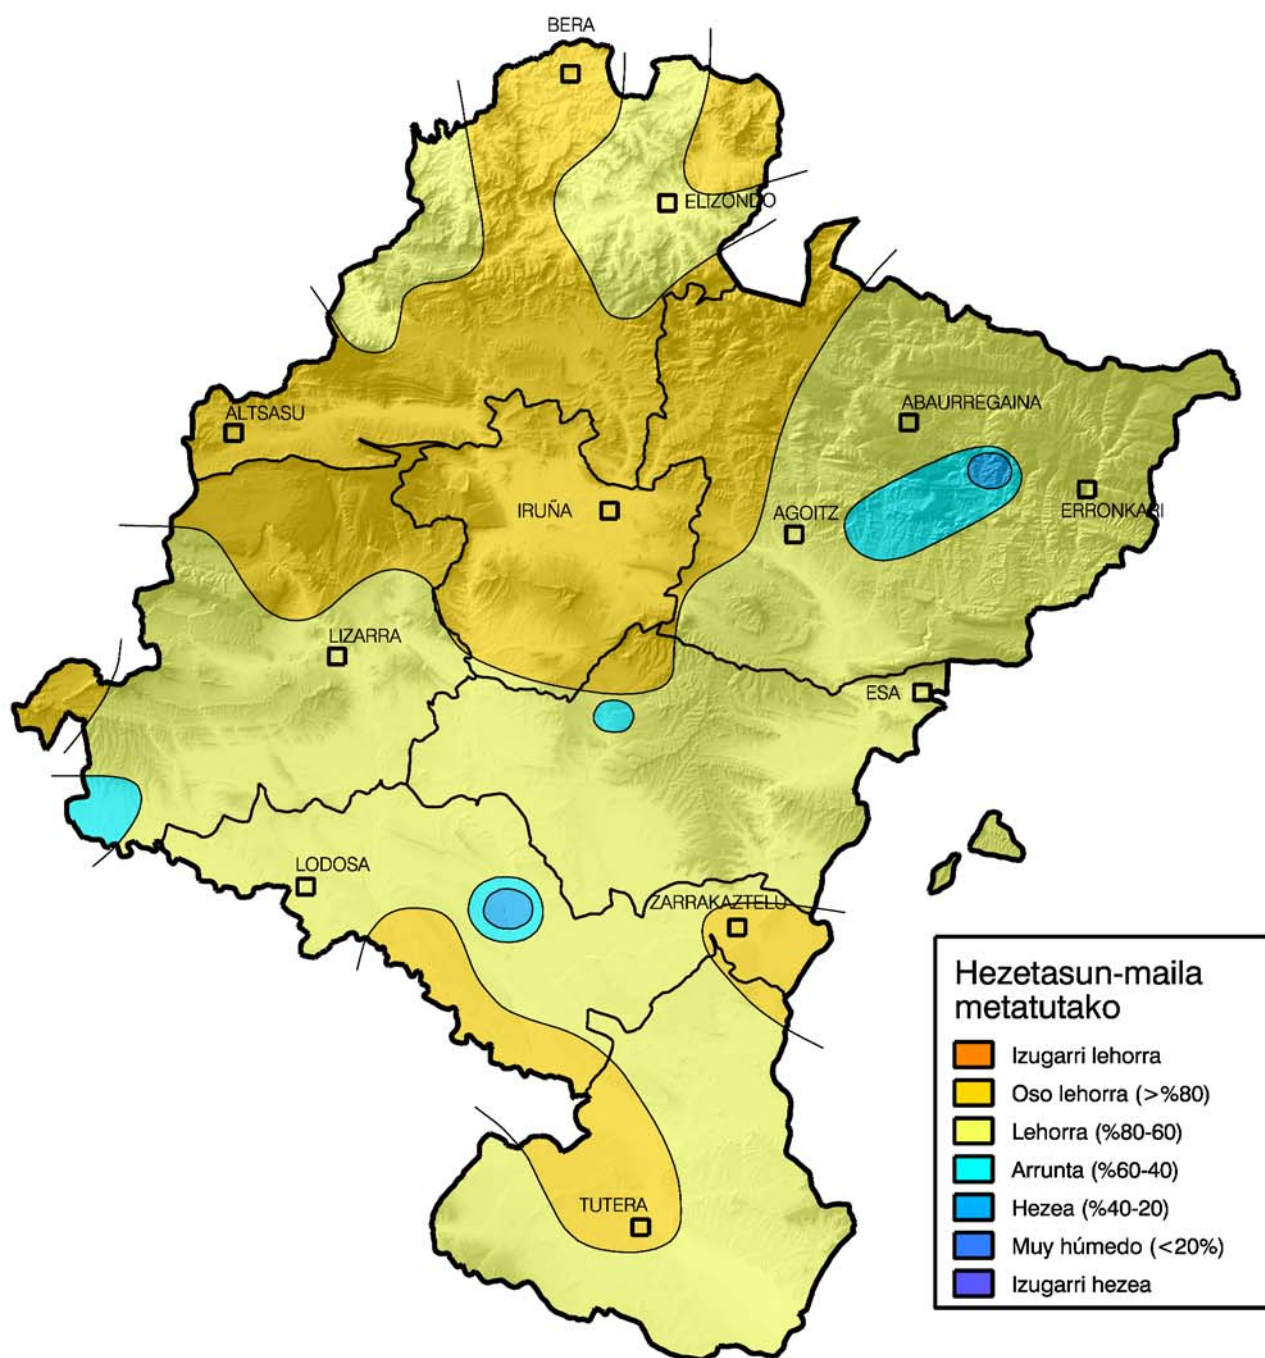 BERA
ELIZONDO
ALTSASU
ABAURREGAINA
IRUÑA
AGOITZ
ERRONKARI
LIZARRA
ESA
LODOSA
ZARRAKAZTELU
TUTERA
Hezetasun-maila
metatutako
Izugarri lehorra
Oso lehorra (>%80)
Lehorra (%80-60)
Arrunta (%60-40)
Hezea (%40-20)
Muy húmedo (<20%)
Izugarri hezea